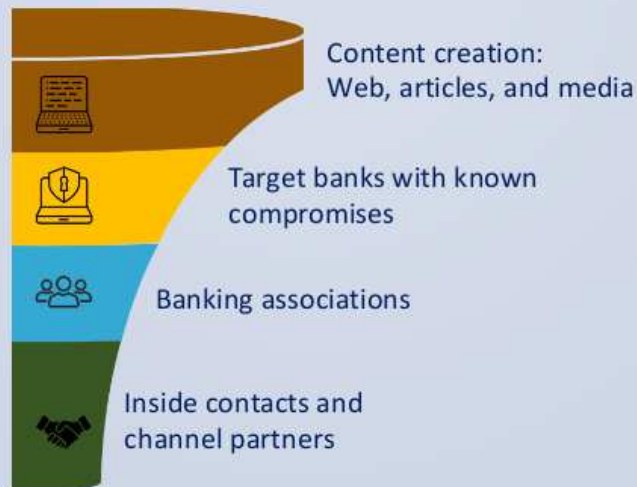 Content creation:
Web, articles, and media
Target banks with known
compromises
Banking associations
Inside contacts and
channel partners